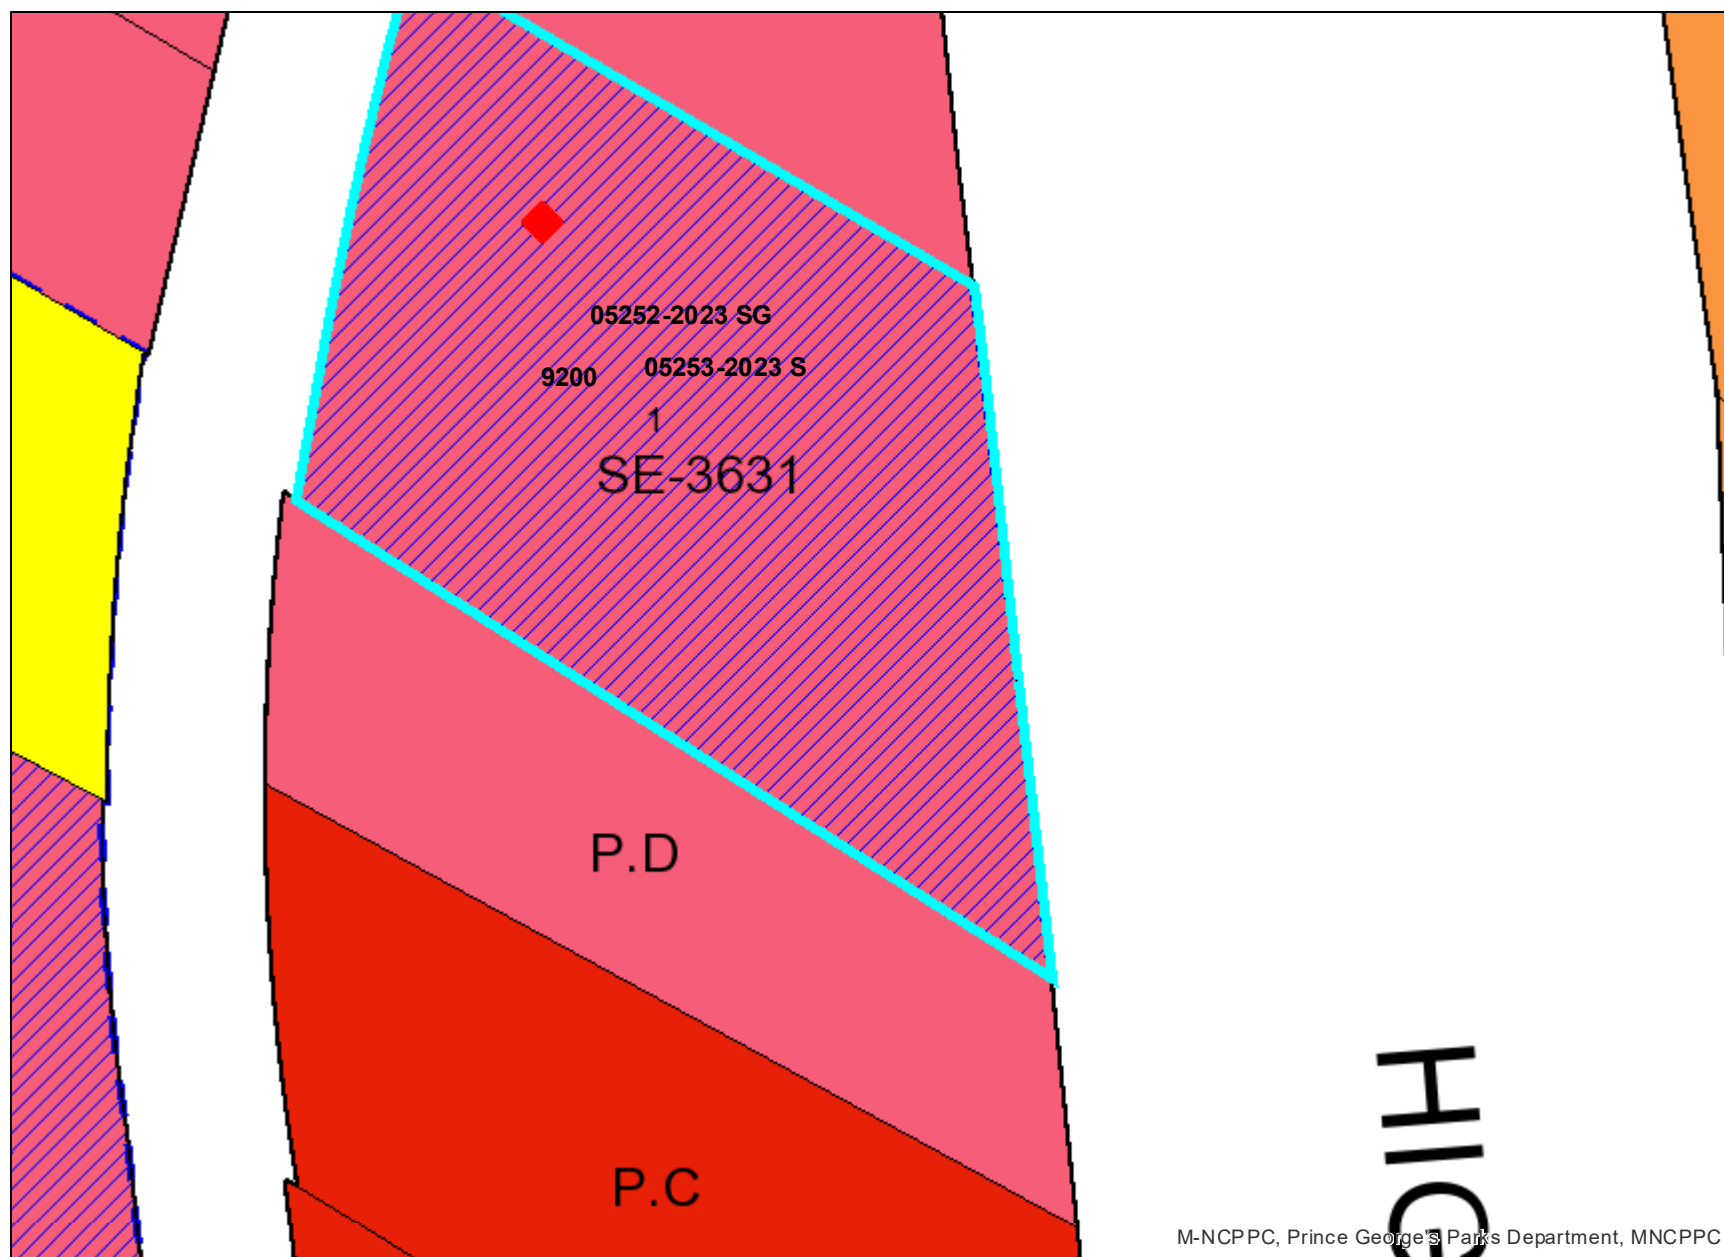 05252-2023 SG
05253-2023 S
9200
1
SE-3631
P.D
P.C
HIG
M-NCPPC, Prince George's Parks Department, MNCPPC